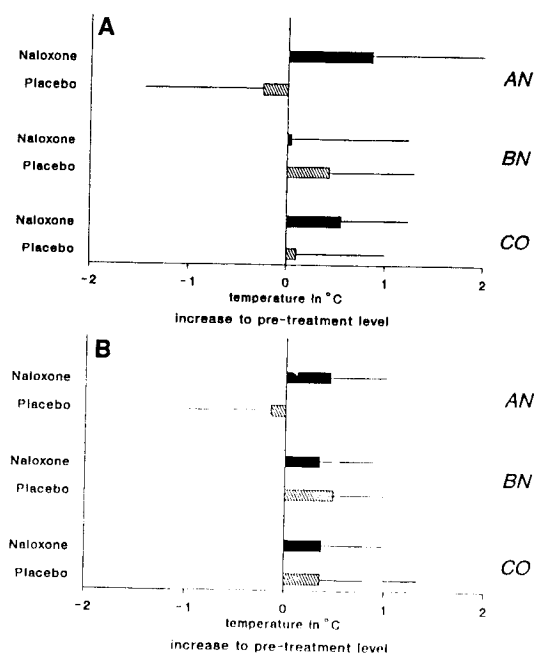 A
Naloxone
Placebo
AN
Naloxone
Placebo
BN
Naloxone
Placebo
CO
-2 -1 0 1 2
temperature in °C
increase to pre-treatment level
B
Naloxone
Placebo
AN
Naloxone
Placebo
BN
Naloxone
Placebo
CO
-2 -1 0 1 2
temperature in °C
increase to pre-treatment level